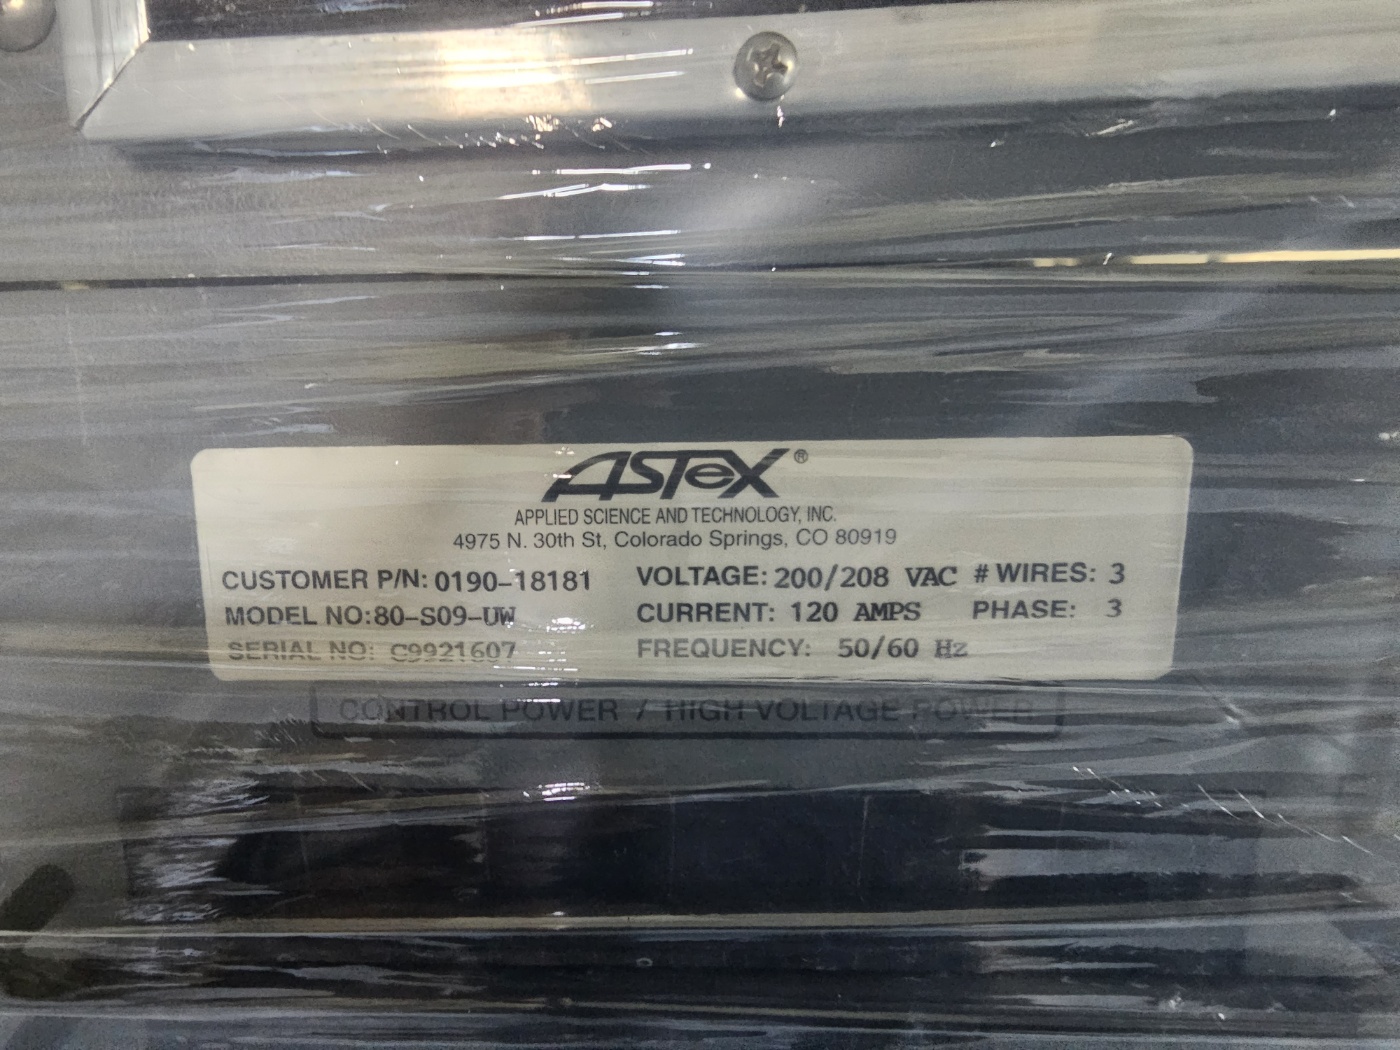 ASTeX®
APPLIED SCIENCE AND TECHNOLOGY, INC.
4975 N. 30th St, Colorado Springs, CO 80919
CUSTOMER P/N: 0190-18181 VOLTAGE: 200/208 VAC # WIRES: 3
MODEL NO: 80-S09-UW CURRENT: 120 AMPS PHASE: 3
SERIAL NO: C9921607 FREQUENCY: 50/60 Hz
CONTROL POWER / HIGH VOLTAGE POWER